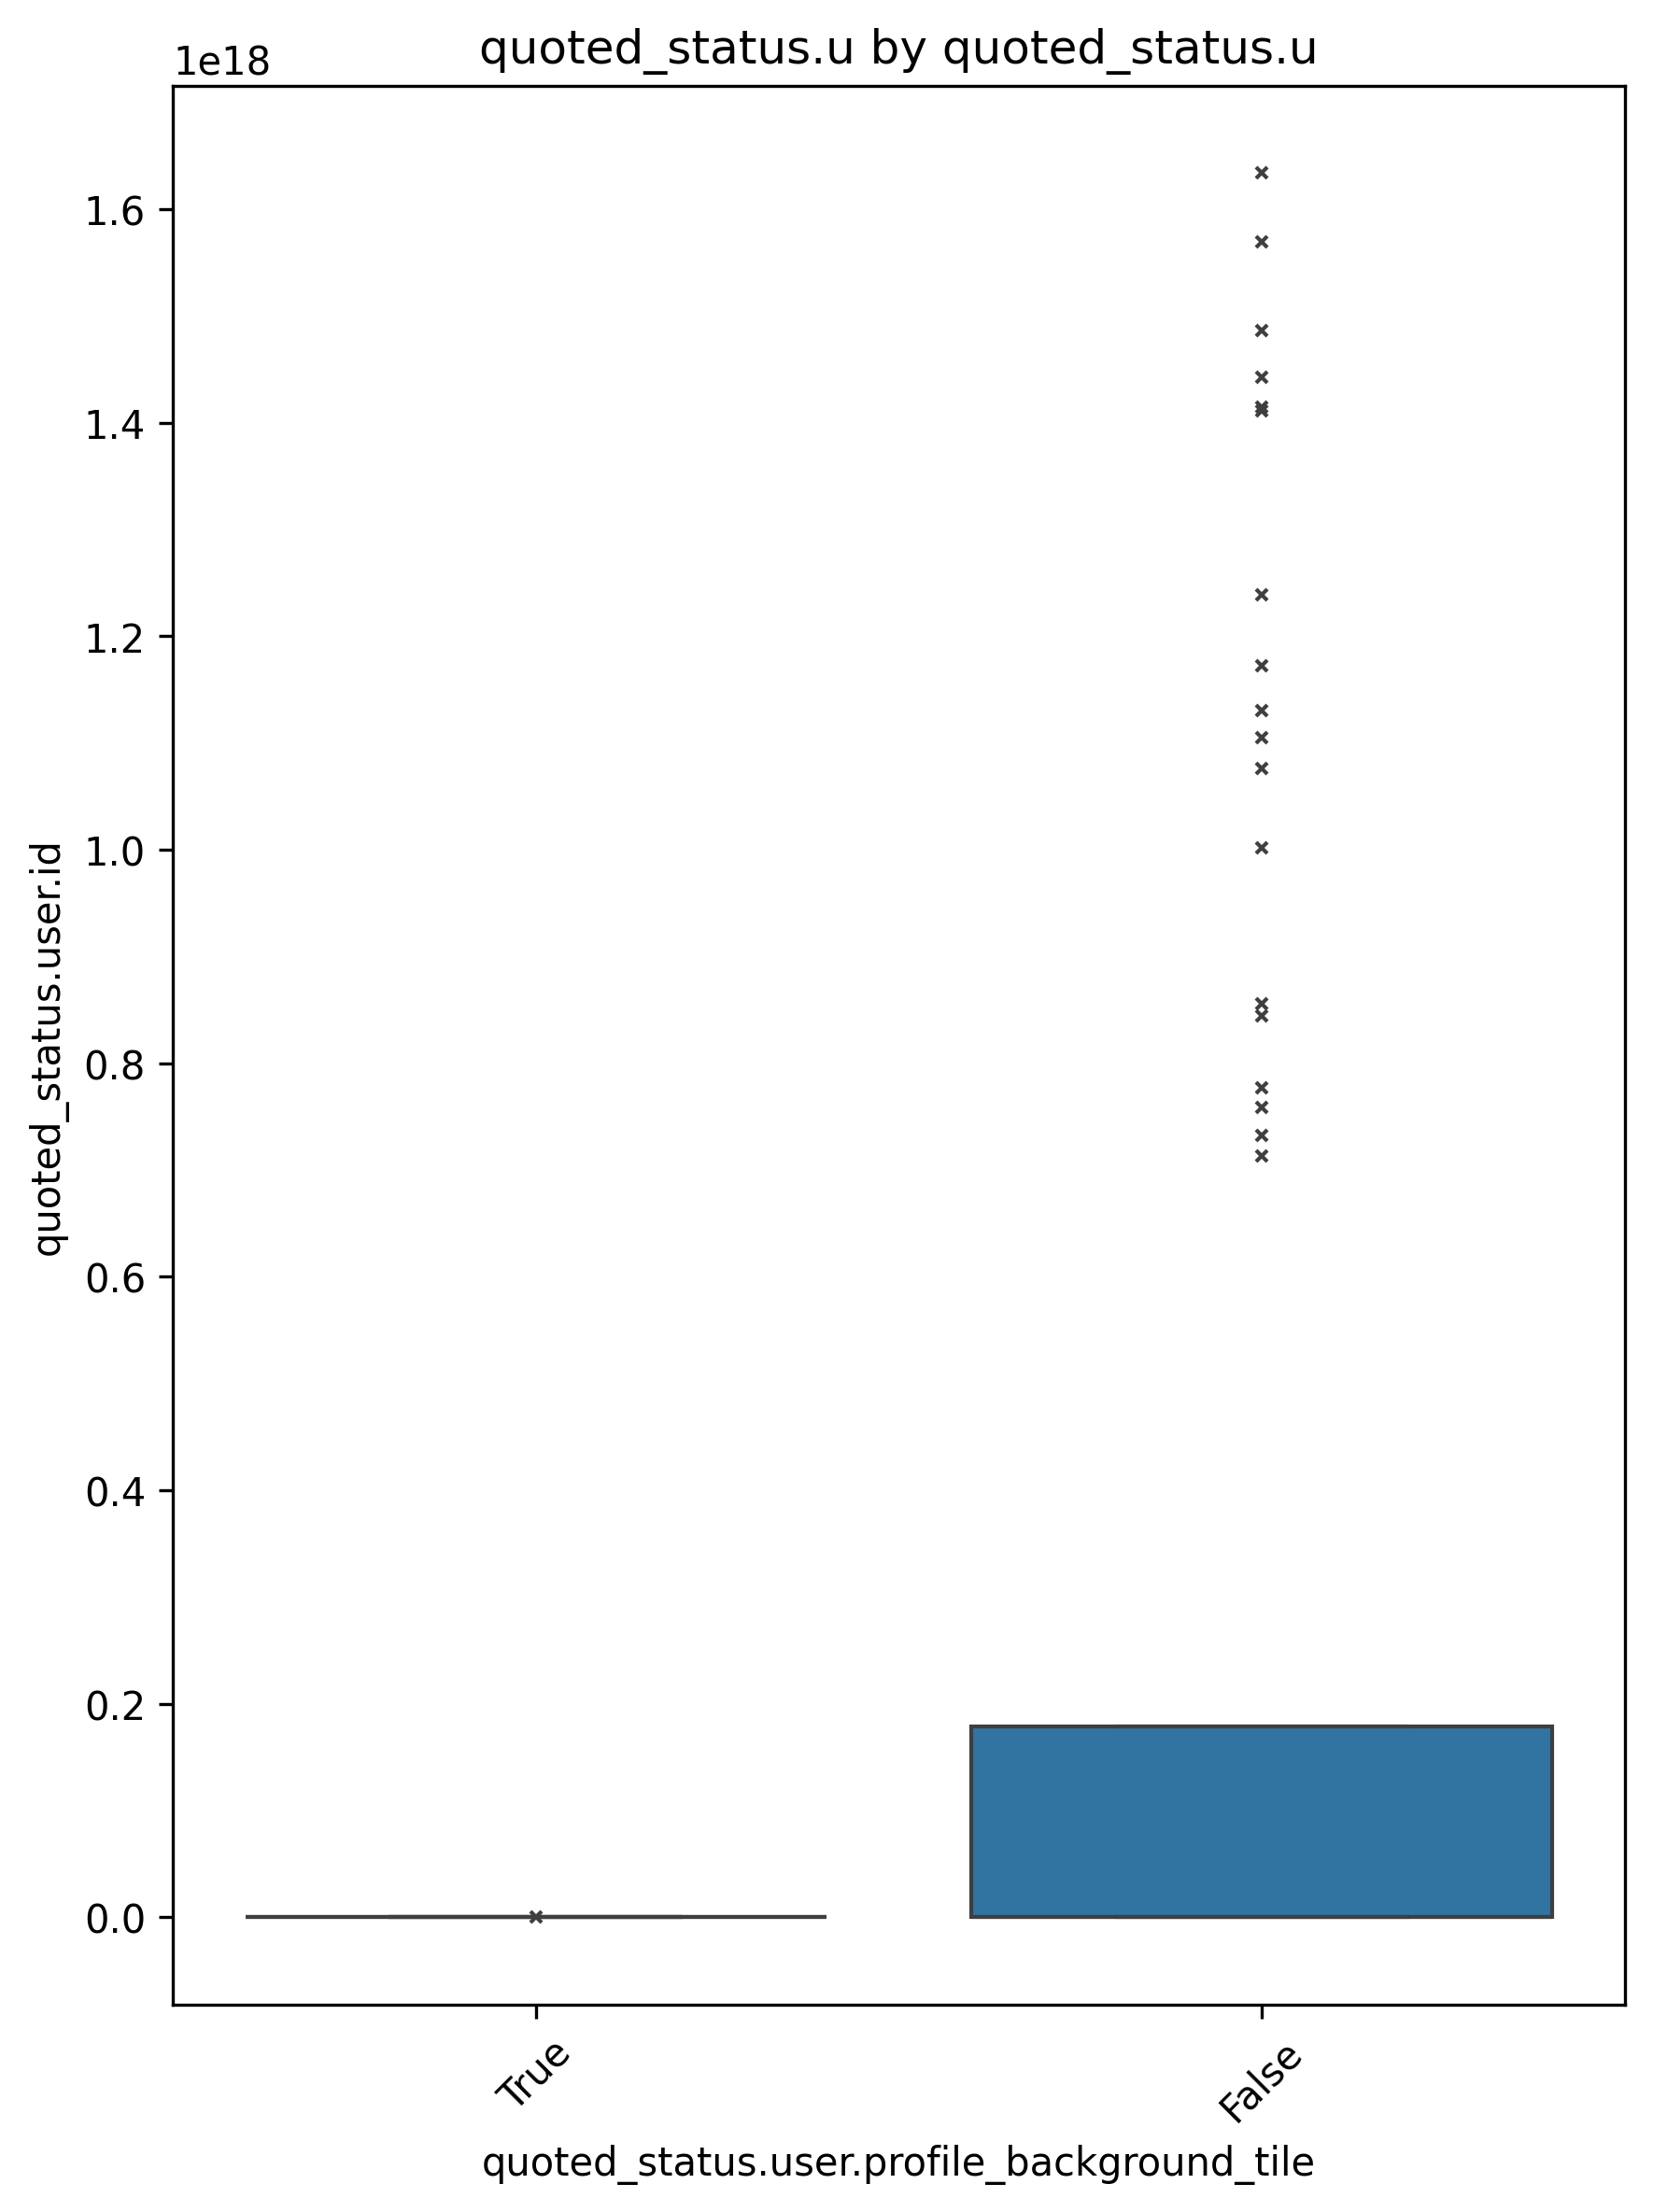 quoted_status.u by quoted_status.u
1e18
1.6
1.4
1.2
1.0
0.8
0.6
0.4
0.2
0.0
quoted_status.user.id
True
False
quoted_status.user.profile_background_tile